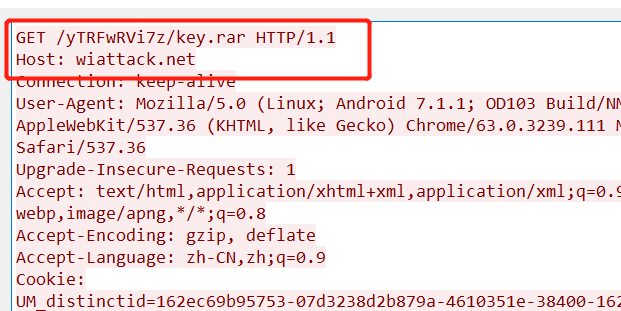 GET /yTRFwRVi7z/key.rar HTTP/1.1
Host: wiattack.net
Connection: keep-alive
User-Agent: Mozilla/5.0 (Linux; Android 7.1.1; OD103 Build/NM
AppleWebKit/537.36 (KHTML, like Gecko) Chrome/63.0.3239.111 M
Safari/537.36
Upgrade-Insecure-Requests: 1
Accept: text/html,application/xhtml+xml,application/xml;q=0.9
webp,image/apng,*/*;q=0.8
Accept-Encoding: gzip, deflate
Accept-Language: zh-CN,zh;q=0.9
Cookie:
UM_distinctid=162ec69b95753-07d3238d2b879a-4610351e-38400-162